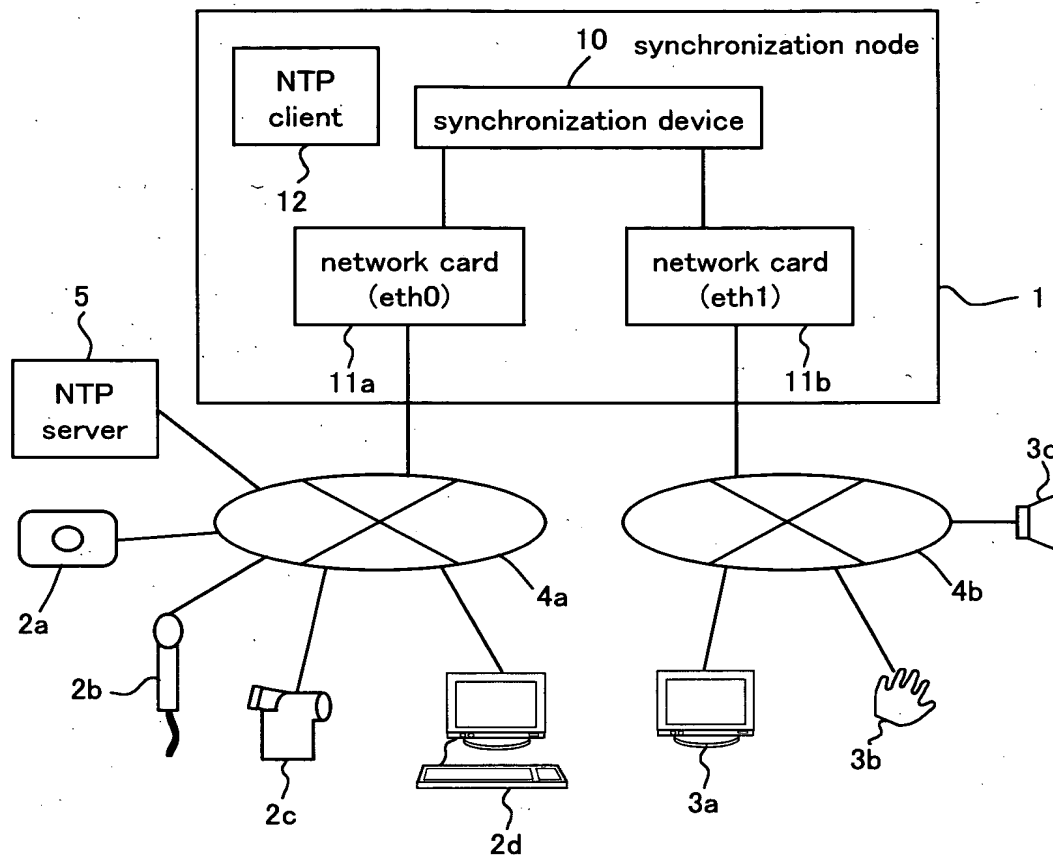 10
synchronization node
NTP
client
synchronization device
12
network card
(eth0)
network card
(eth1)
1
5
11a
11b
NTP
server
3c
2a
4a
4b
2b
2c
2d
3a
3b